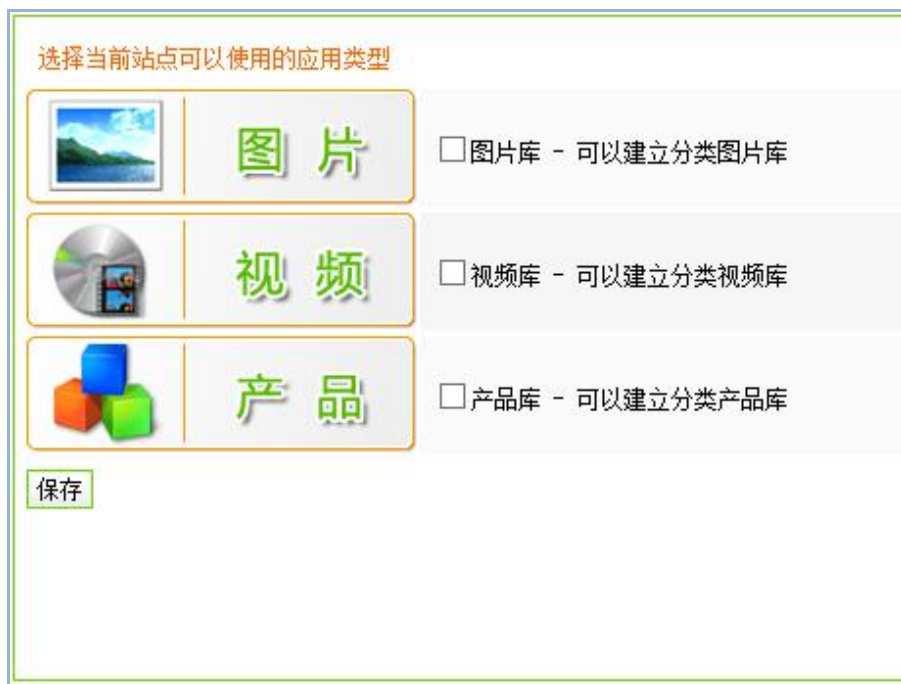 选择当前站点可以使用的应用类型
图片
图片库 - 可以建立分类图片库
视频
视频库 - 可以建立分类视频库
产品
产品库 - 可以建立分类产品库
保存